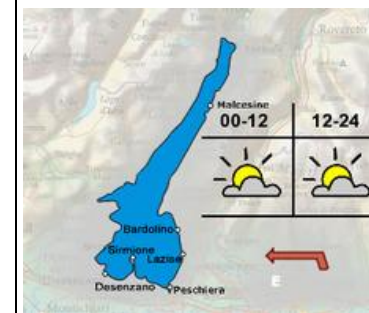 Rovereto
Malcesine
00-12 12-24
Bardolino
Sirmione
Lazise
E
Desenzano
Peschiera